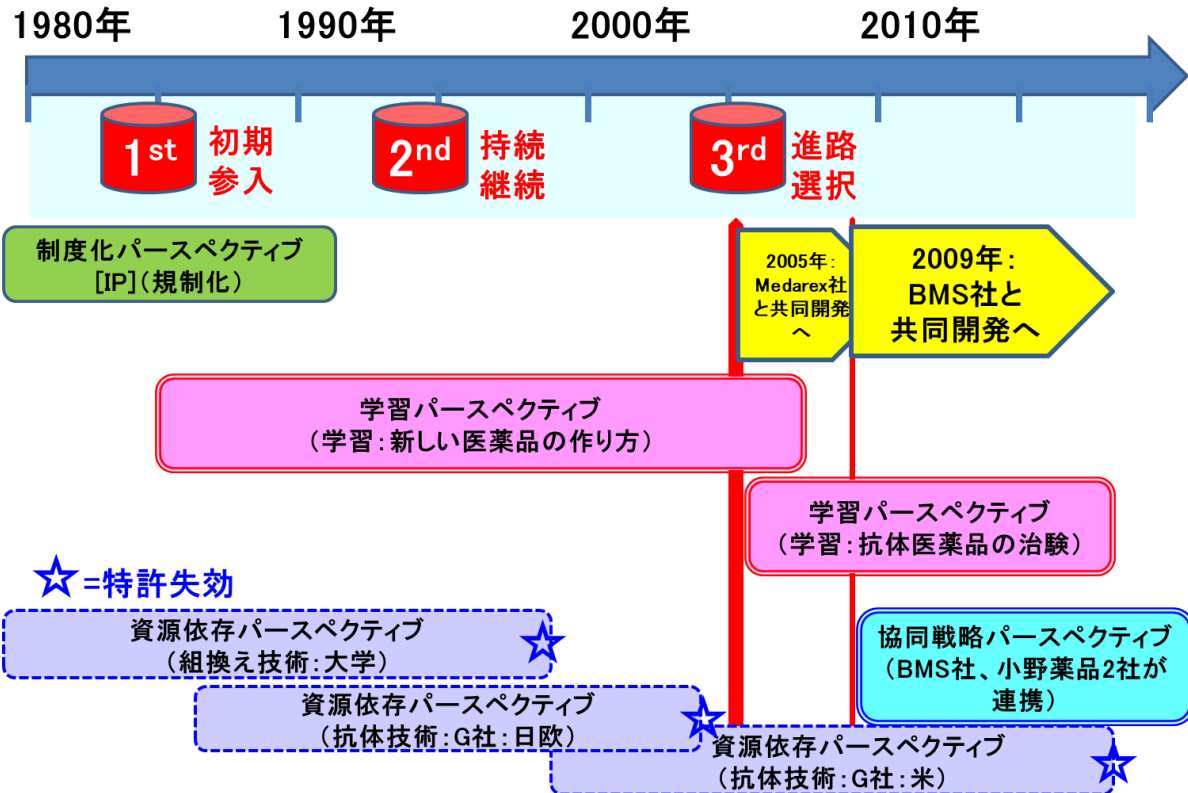 1980年
1990年
2000年
2010年
1st
初期
参入
2nd
持続
継続
3rd
進路
選択
制度化パースペクティブ
[IP](規制化)
2005年:
Medarex社
と共同開発
へ
2009年:
BMS社と
共同開発へ
学習パースペクティブ
(学習:新しい医薬品の作り方)
学習パースペクティブ
(学習:抗体医薬品の治験)
☆=特許失効
資源依存パースペクティブ
(組換え技術:大学)
協同戦略パースペクティブ
(BMS社、小野薬品2社が
連携)
資源依存パースペクティブ
(抗体技術:G社:日欧)
資源依存パースペクティブ
(抗体技術:G社:米)